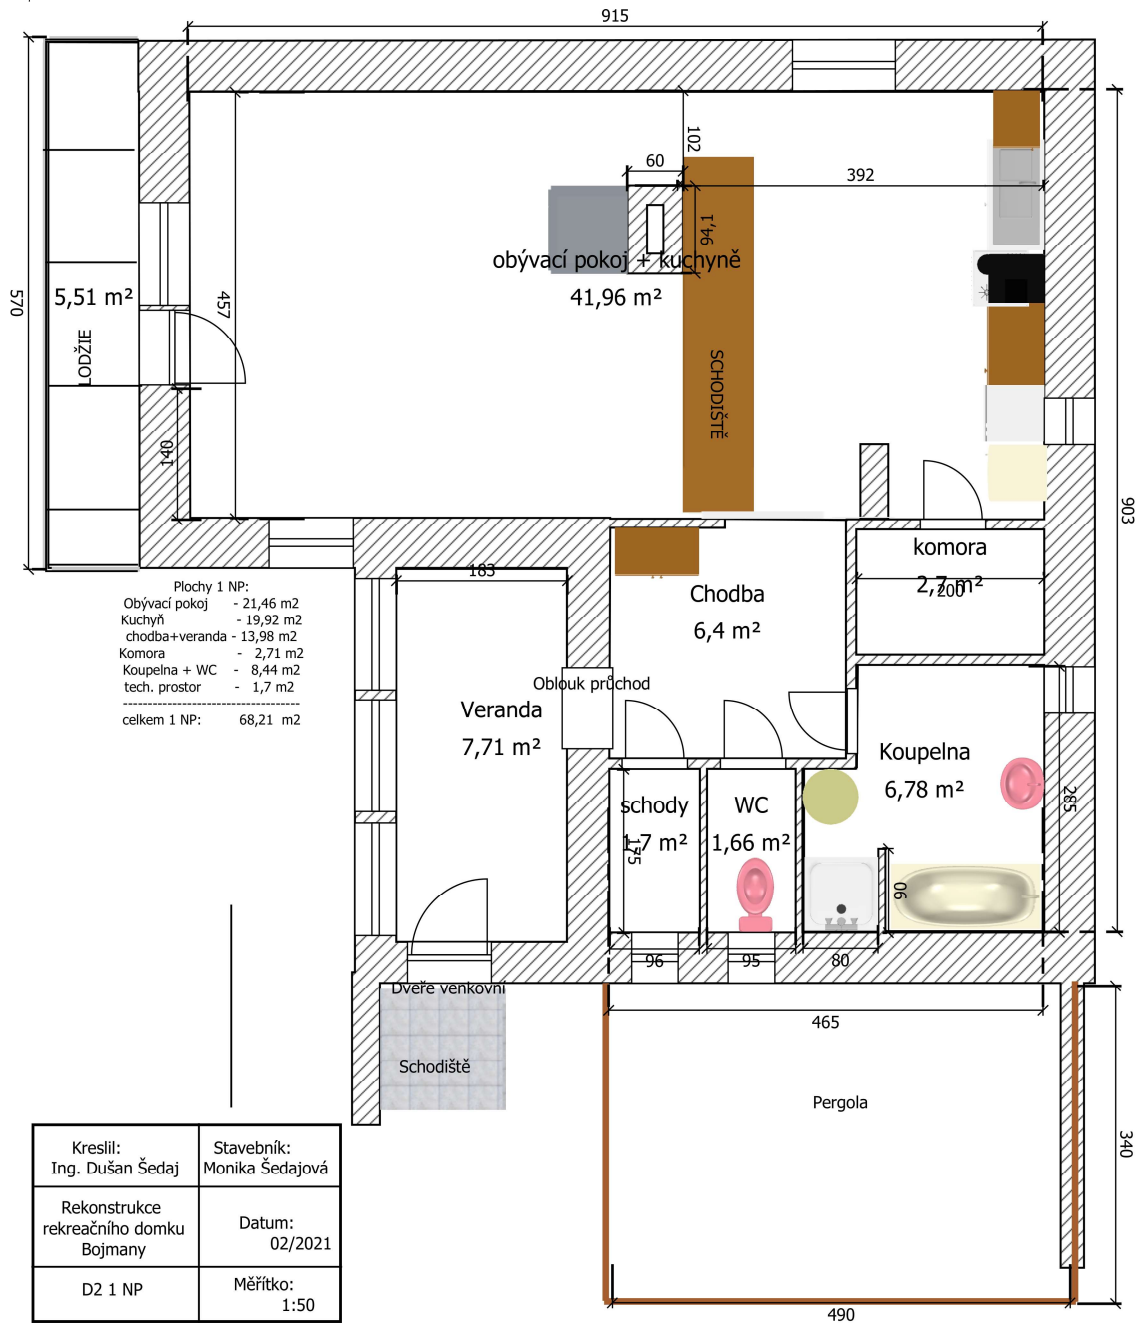 915
102
60
392
94,1
obývací pokoj + kuchyně
41,96 m²
5,51 m²
LODŽIE
570
457
SCHODIŠTĚ
140
903
komora
2,7 m²
200
183
Chodba
6,4 m²
Plochy 1 NP:
Obývací pokoj - 21,46 m2
Kuchyň - 19,92 m2
chodba+veranda - 13,98 m2
Komora - 2,71 m2
Koupelna + WC - 8,44 m2
tech. prostor - 1,7 m2
------------------------------------
celkem 1 NP: 68,21 m2
Oblouk průchod
Veranda
7,71 m²
Koupelna
6,78 m²
285
schody
1,7 m²
175
WC
1,66 m²
90
96
95
80
Dveře venkovní
Schodiště
465
Pergola
340
490
Kreslil:
Ing. Dušan Šedaj
Stavebník:
Monika Šedajová
Rekonstrukce
rekreačního domku
Bojmany
Datum:
02/2021
D2 1 NP
Měřítko:
1:50